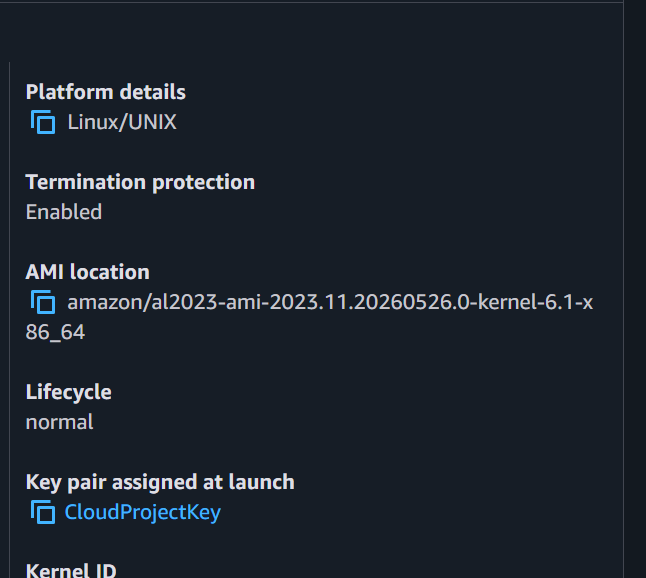 Platform details
Linux/UNIX
Termination protection
Enabled
AMI location
amazon/al2023-ami-2023.11.20260526.0-kernel-6.1-x
86_64
Lifecycle
normal
Key pair assigned at launch
CloudProjectKey
Kernel ID